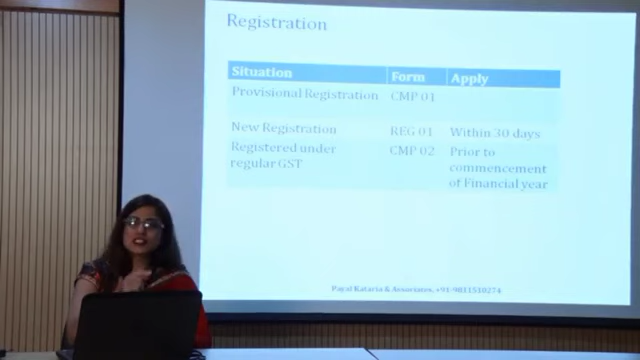 Registration
Situation Form Apply
Provisional Registration CMP 01
New Registration REG 01 Within 30 days
Registered under CMP 02 Prior to
regular GST commencement
of Financial year
Payal Kataria & Associates, +91-9811510274